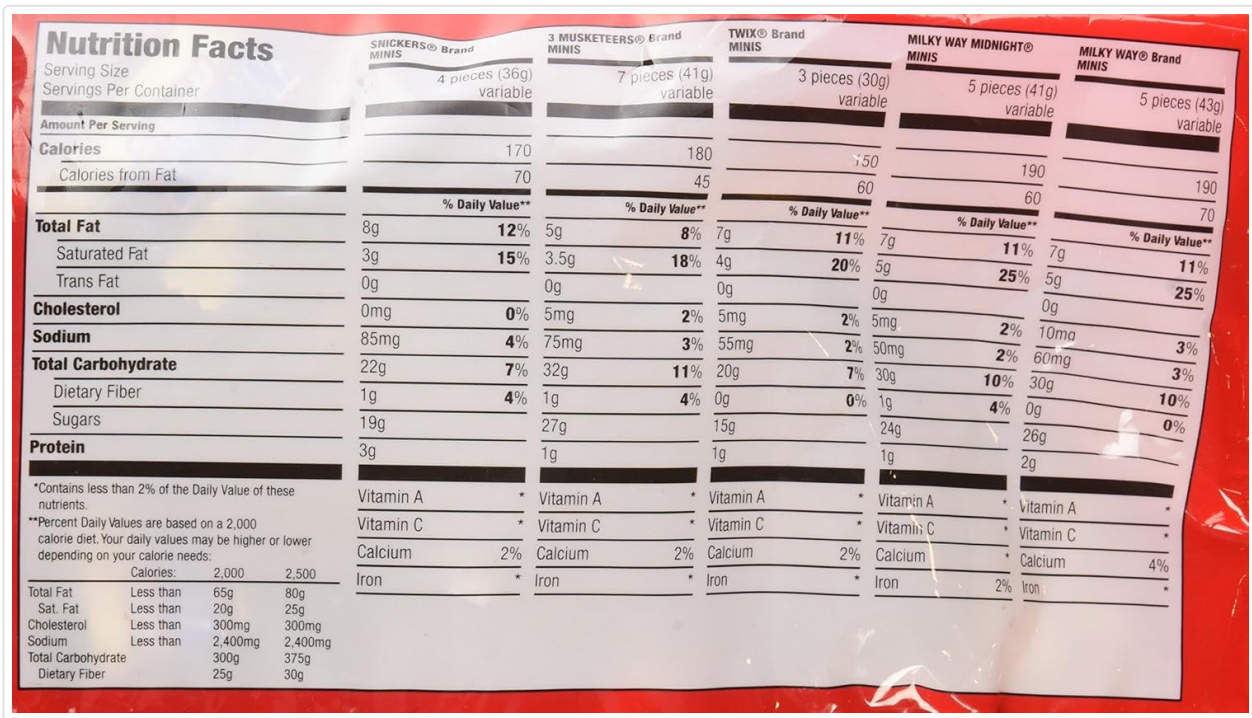 Nutrition Facts
Serving Size
Servings Per Container
Amount Per Serving
Calories
Calories from Fat
Total Fat
Saturated Fat
Trans Fat
Cholesterol
Sodium
Total Carbohydrate
Dietary Fiber
Sugars
Protein
*Contains less than 2% of the Daily Value of these
nutrients.
**Percent Daily Values are based on a 2,000
calorie diet. Your daily values may be higher or lower
depending on your calorie needs:
Calories: 2,000 2,500
Total Fat Less than 65g 80g
Sat. Fat Less than 20g 25g
Cholesterol Less than 300mg 300mg
Sodium Less than 2,400mg 2,400mg
Total Carbohydrate 300g 375g
Dietary Fiber 25g 30g
SNICKERS® Brand
MINIS
4 pieces (36g)
variable
170
70
% Daily Value**
8g 12%
3g 15%
0g
0mg 0%
85mg 4%
22g 7%
1g 4%
19g
3g
Vitamin A *
Vitamin C *
Calcium 2%
Iron *
3 MUSKETEERS® Brand
MINIS
7 pieces (41g)
variable
180
45
% Daily Value**
5g 8%
3.5g 18%
0g
5mg 2%
75mg 3%
32g 11%
1g 4%
27g
1g
Vitamin A *
Vitamin C *
Calcium 2%
Iron *
TWIX® Brand
MINIS
3 pieces (30g)
variable
150
60
% Daily Value**
7g 11%
4g 20%
0g
5mg 2%
55mg 2%
20g 7%
0g 0%
15g
1g
Vitamin A *
Vitamin C *
Calcium 2%
Iron *
MILKY WAY MIDNIGHT®
MINIS
5 pieces (41g)
variable
190
60
% Daily Value**
7g 11%
5g 25%
0g
5mg 2%
50mg 2%
30g 10%
1g 4%
24g
1g
Vitamin A *
Vitamin C *
Calcium *
Iron 2%
MILKY WAY® Brand
MINIS
5 pieces (43g)
variable
190
70
% Daily Value**
7g 11%
5g 25%
0g
10mg 3%
60mg 3%
30g 10%
0g 0%
26g
2g
Vitamin A *
Vitamin C *
Calcium 4%
Iron *